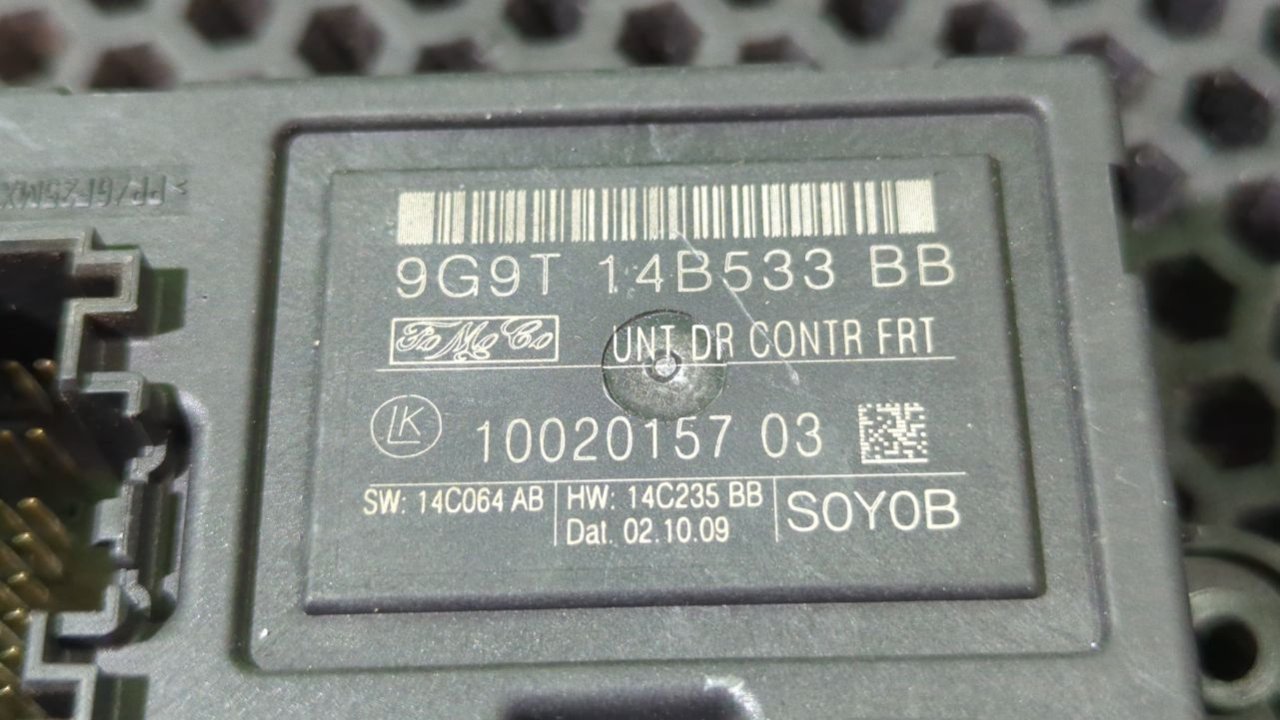 9G9T 14B533 BB
FoMoCo UNT DR CONTR FRT
LK 10020157 03
SW: 14C064 AB HW: 14C235 BB SOYOB
Dat. 02.10.09